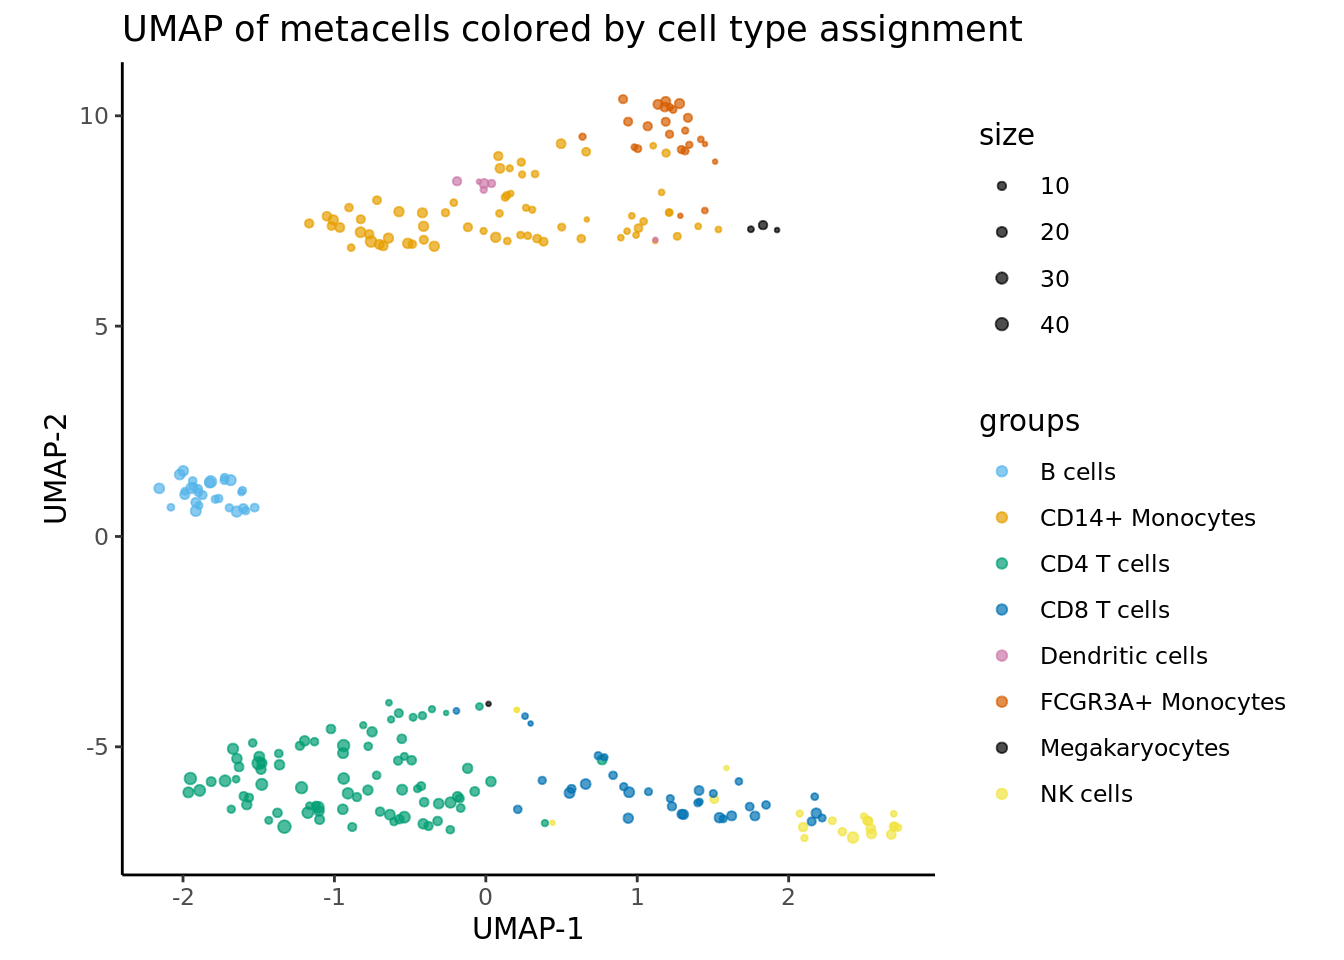 UMAP of metacells colored by cell type assignment
10
5
0
-5
UMAP-2
-2
-1
0
1
2
UMAP-1
size
10
20
30
40
groups
B cells
CD14+ Monocytes
CD4 T cells
CD8 T cells
Dendritic cells
FCGR3A+ Monocytes
Megakaryocytes
NK cells